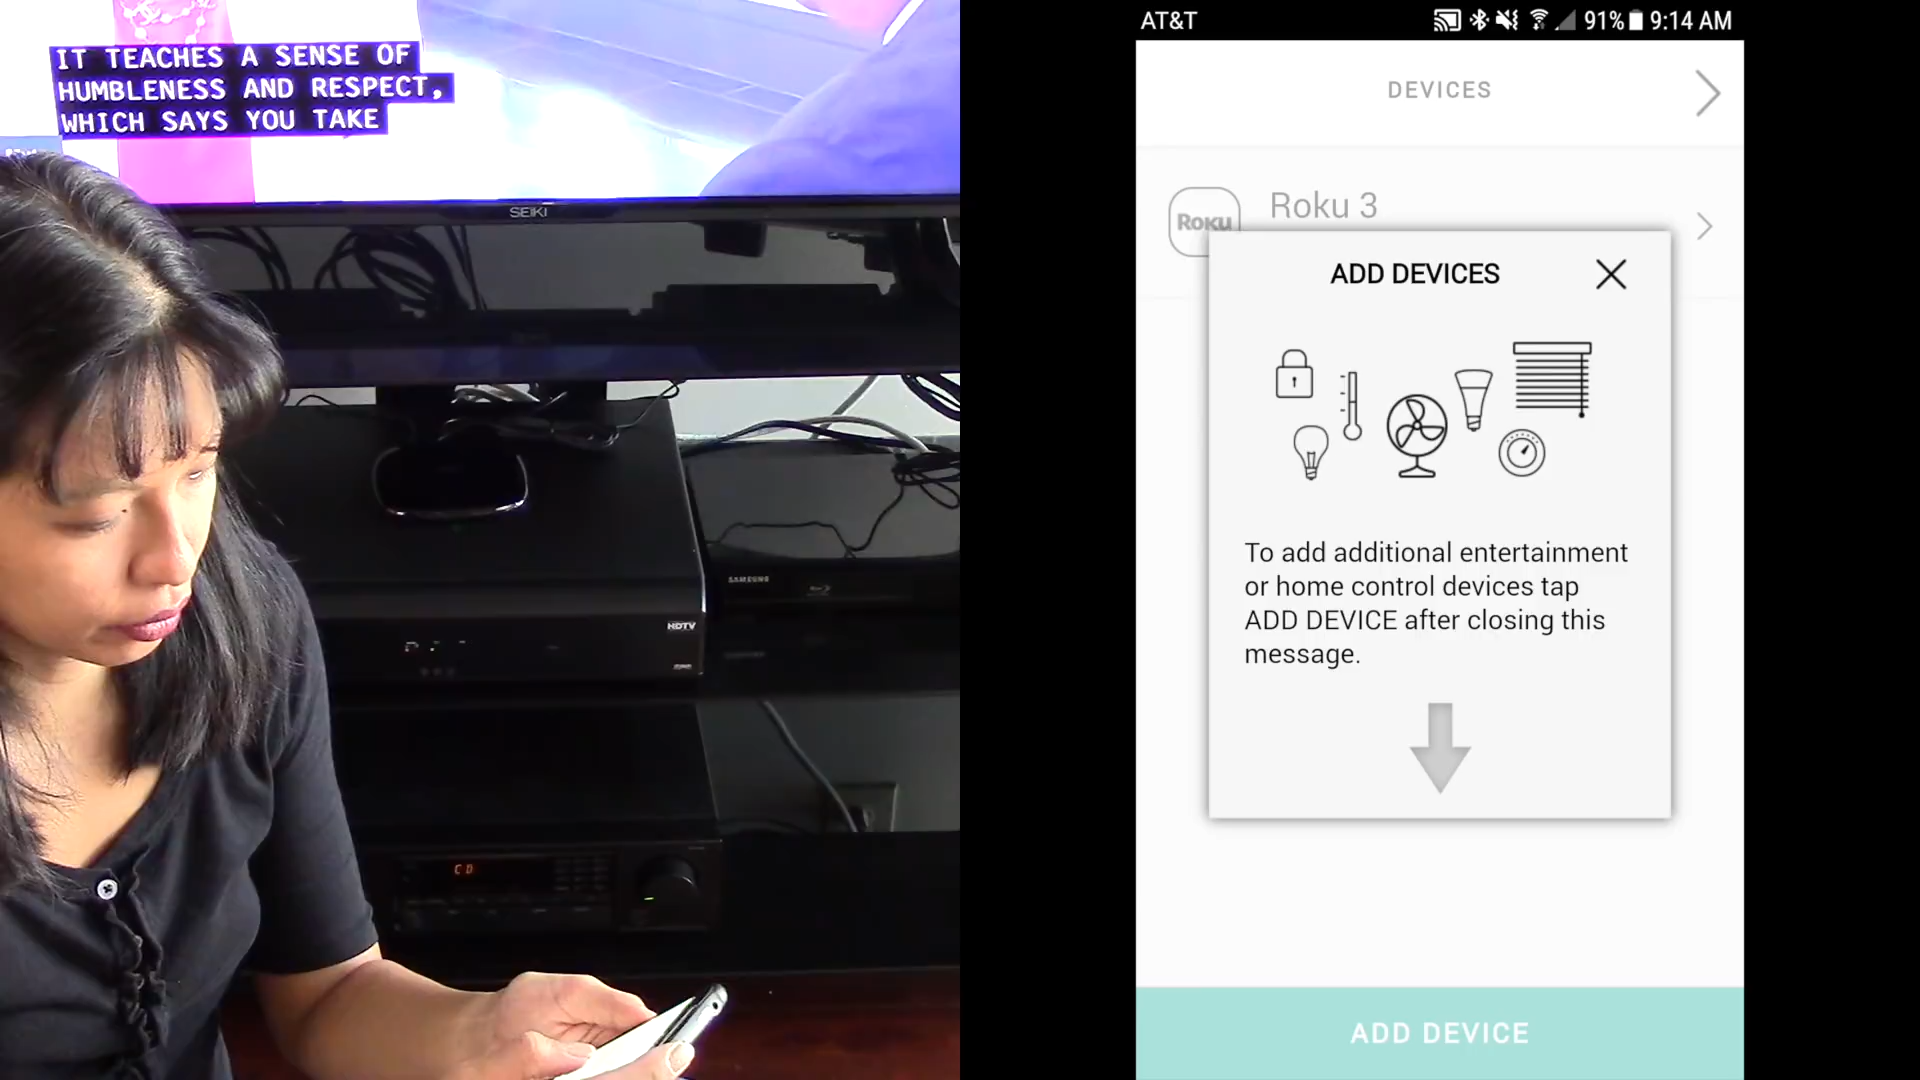 IT TEACHES A SENSE OF
HUMBLENESS AND RESPECT,
WHICH SAYS YOU TAKE
SEIKI
SAMSUNG
HDTV
CD
AT&T
91% 9:14 AM
DEVICES
Roku
Roku 3
ADD DEVICES
To add additional entertainment
or home control devices tap
ADD DEVICE after closing this
message.
ADD DEVICE